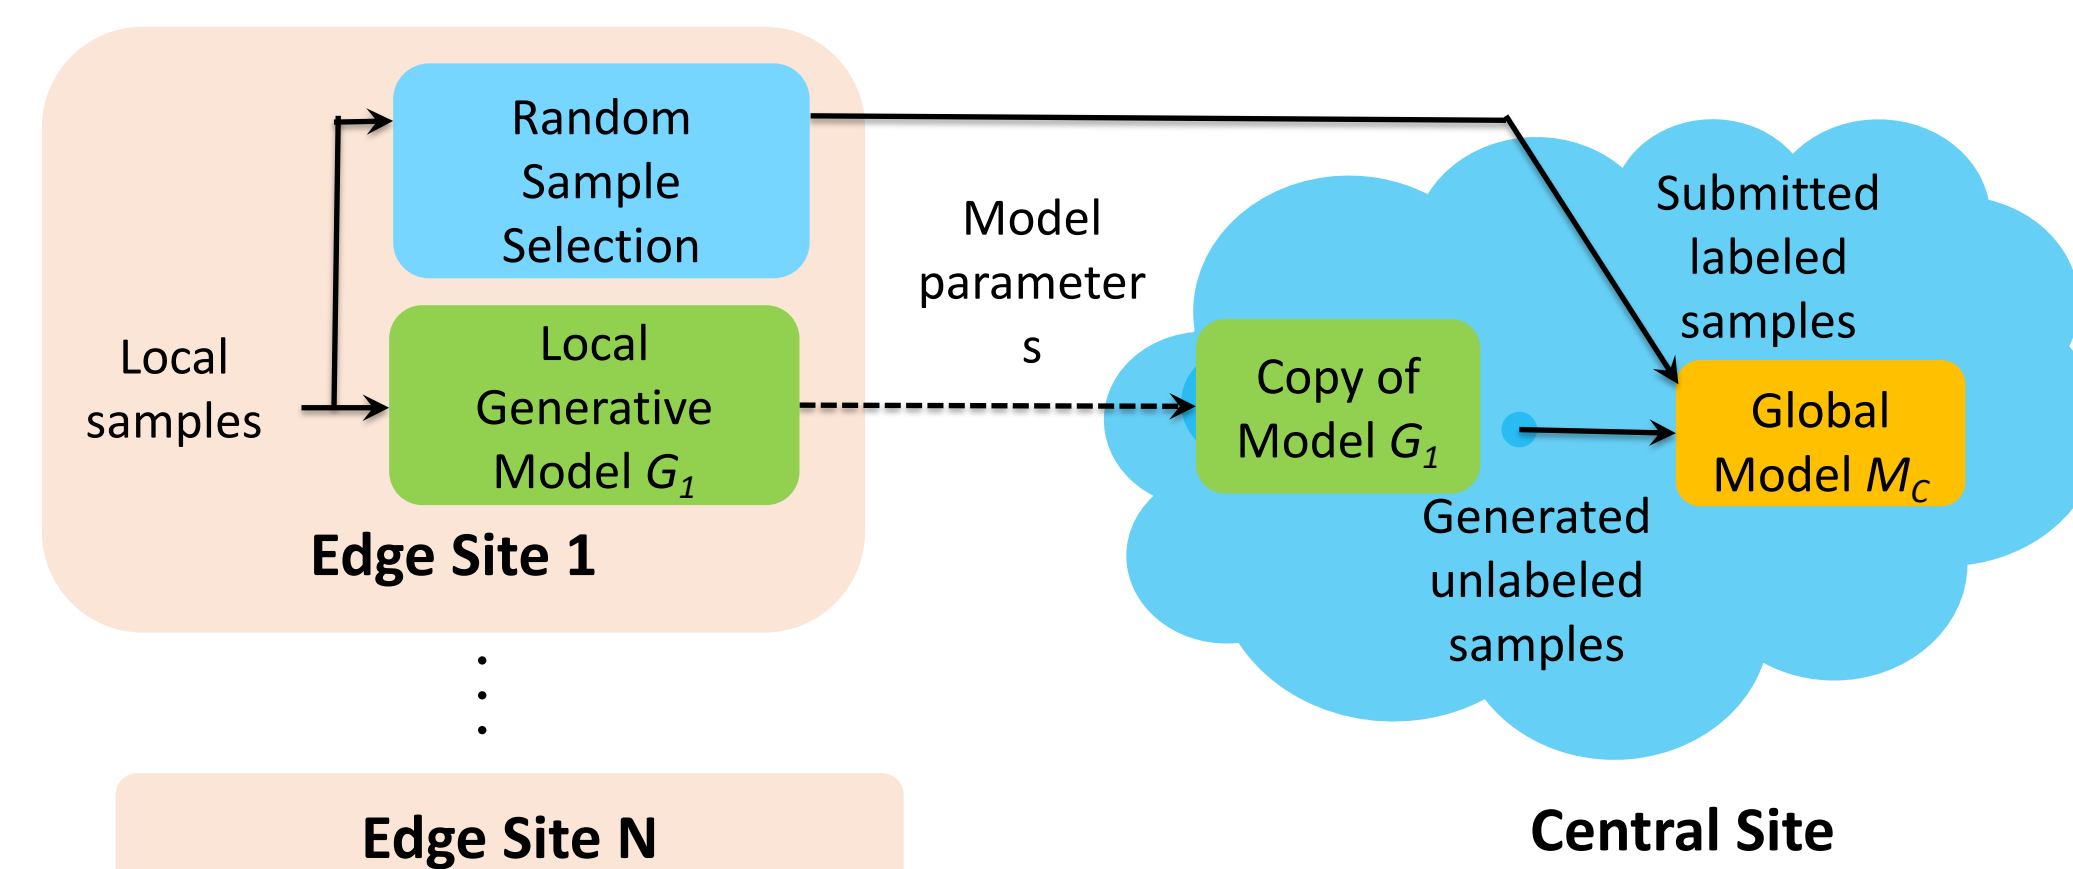 Random
Sample
Selection
Local
samples
Local
Generative
Model G1
Edge Site 1
Edge Site N
Model
parameter
s
Copy of
Model G1
Submitted
labeled
samples
Global
Model MC
Generated
unlabeled
samples
Central Site